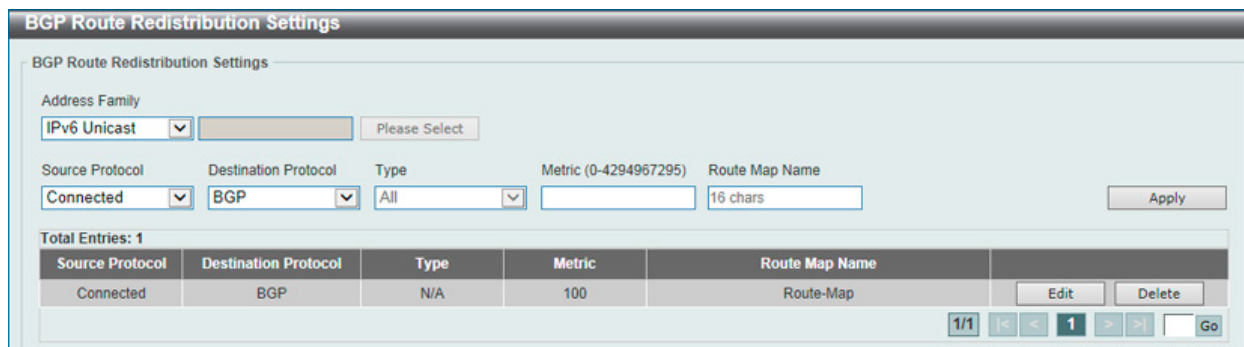 BGP Route Redistribution Settings
BGP Route Redistribution Settings
Address Family
IPv6 Unicast Please Select
Source Protocol Destination Protocol Type Metric (0-4294967295) Route Map Name
Connected BGP All 16 chars Apply
Total Entries: 1
Source Protocol Destination Protocol Type Metric Route Map Name
Connected BGP N/A 100 Route-Map Edit Delete
1/1 |< < 1 > >| Go